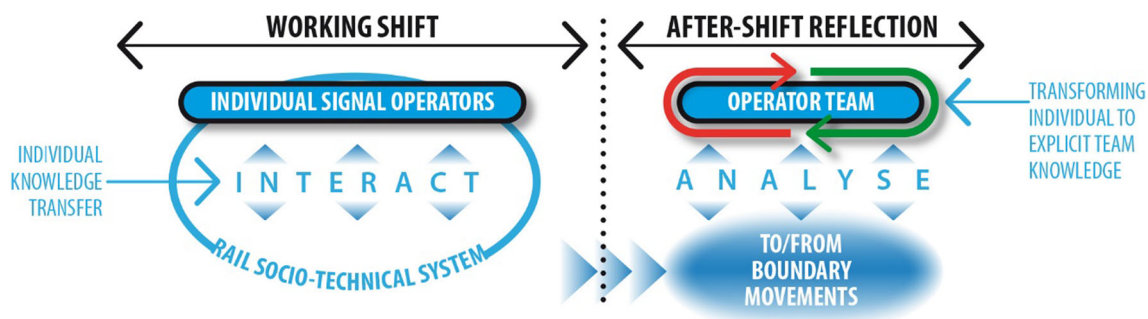 WORKING SHIFT
INDIVIDUAL SIGNAL OPERATORS
INDIVIDUAL
KNOWLEDGE
TRANSFER
INTERACT
RAIL SOCIO-TECHNICAL SYSTEM
AFTER-SHIFT REFLECTION
OPERATOR TEAM
TRANSFORMING
INDIVIDUAL TO
EXPLICIT TEAM
KNOWLEDGE
ANALYSE
TO/FROM
BOUNDARY
MOVEMENTS